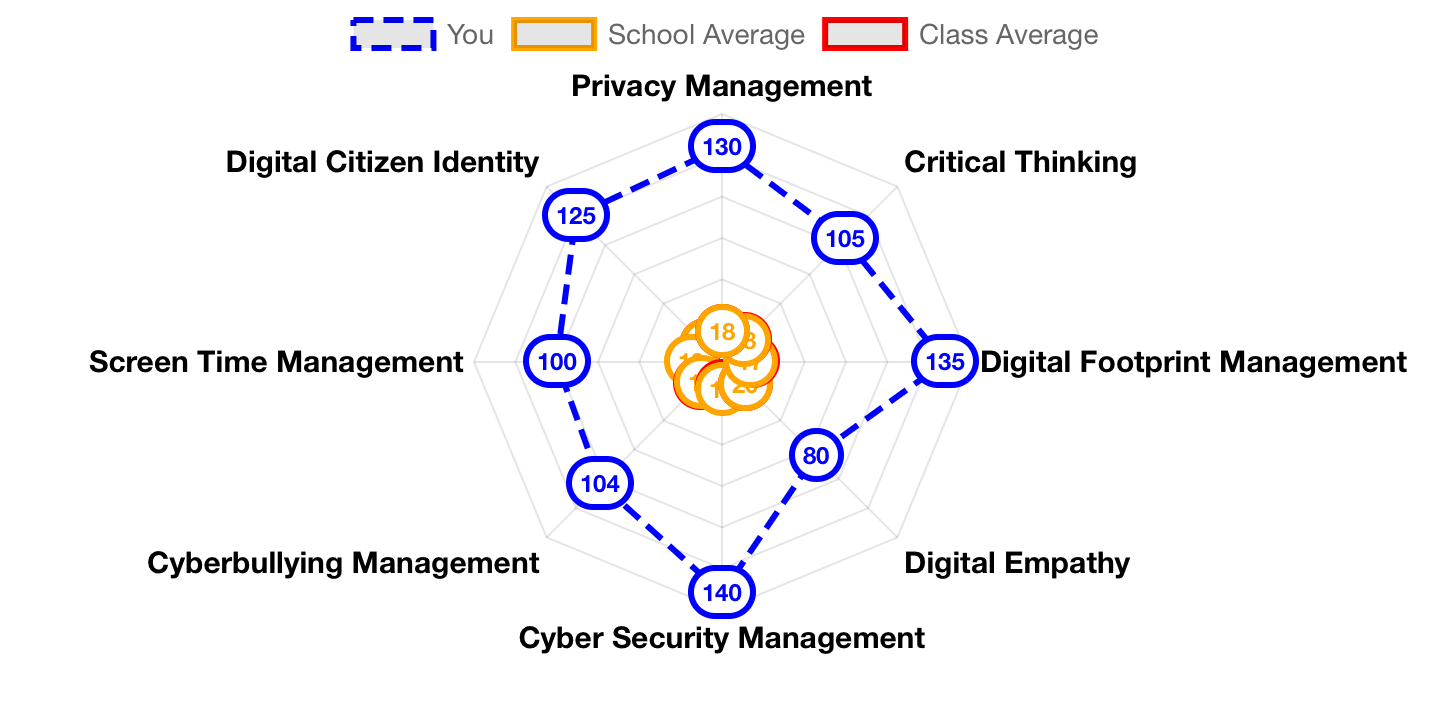 You School Average Class Average
Privacy Management
130
Digital Citizen Identity
Critical Thinking
125
105
18
Screen Time Management
100
135
Digital Footprint Management
80
104
Cyberbullying Management
Digital Empathy
140
Cyber Security Management